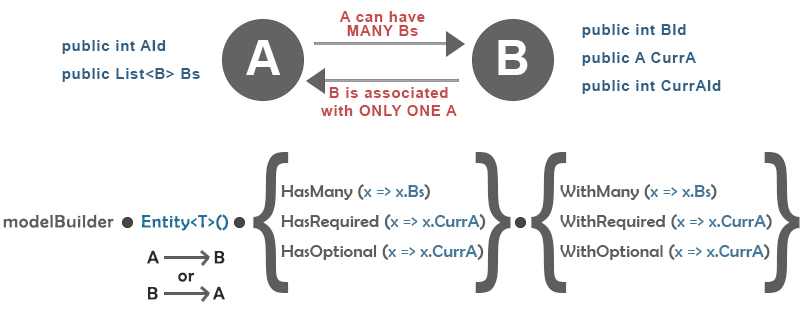 A can have
MANY Bs
public int AId
public List<B> Bs
A
B
public int BId
public A CurrA
public int CurrAId
B is associated
with ONLY ONE A
modelBuilder • Entity<T>() •
A → B
or
B → A
{
HasMany (x => x.Bs)
HasRequired (x => x.CurrA)
HasOptional (x => x.CurrA)
}
•
{
WithMany (x => x.Bs)
WithRequired (x => x.CurrA)
WithOptional (x => x.CurrA)
}